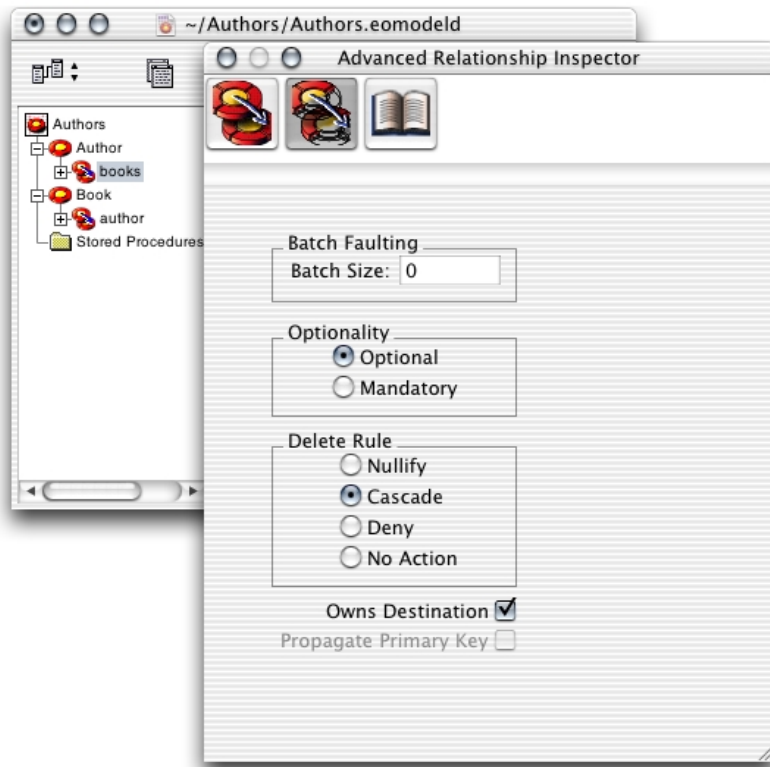 ~/Authors/Authors.eomodeld
Advanced Relationship Inspector
Authors
Author
books
Book
author
Stored Procedures
Batch Faulting
Batch Size: 0
Optionality
Optional
Mandatory
Delete Rule
Nullify
Cascade
Deny
No Action
Owns Destination
Propagate Primary Key